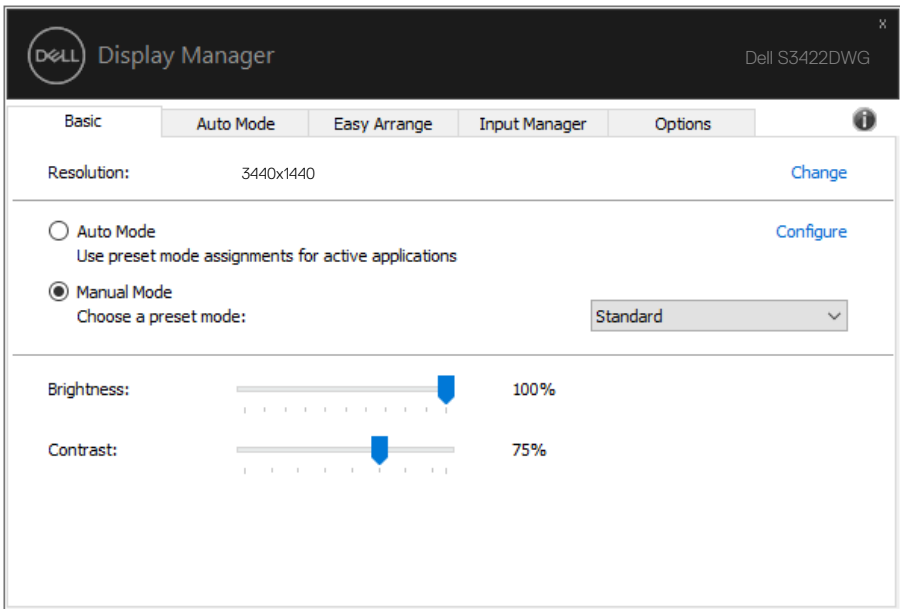 DELL Display Manager
x
Dell S3422DWG
Basic Auto Mode Easy Arrange Input Manager Options i
Resolution: 3440x1440 Change
Auto Mode Configure
Use preset mode assignments for active applications
Manual Mode
Choose a preset mode: Standard
Brightness: 100%
Contrast: 75%